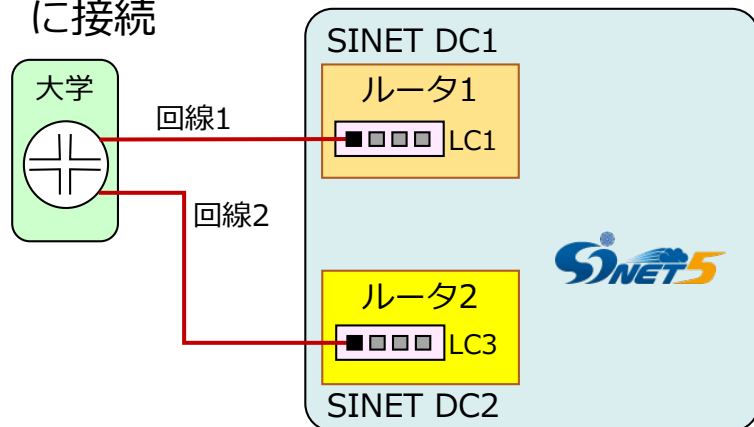 に接続
SINET DC1
大学
ルータ1
回線1
LC1
回線2
SINET5
ルータ2
LC3
SINET DC2